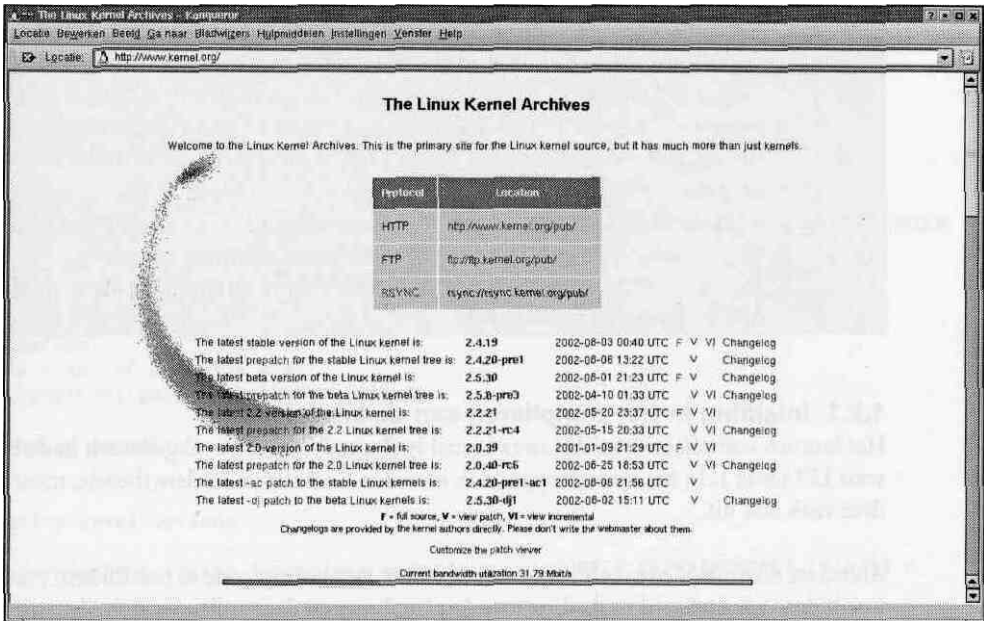 The Linux Kernel Archives - Konqueror
Locatie Bewerken Beeld Ga naar Bladwijzers Hulpmiddelen Instellingen Venster Help
Locatie: http://www.kernel.org/
The Linux Kernel Archives
Welcome to the Linux Kernel Archives. This is the primary site for the Linux kernel source, but it has much more than just kernels.
Protocol Location
HTTP http://www.kernel.org/pub/
FTP ftp://ftp.kernel.org/pub/
RSYNC rsync://rsync.kernel.org/pub/
The latest stable version of the Linux kernel is: 2.4.19 2002-08-03 00:40 UTC F V VI Changelog
The latest prepatch for the stable Linux kernel tree is: 2.4.20-pre1 2002-08-06 13:22 UTC V Changelog
The latest beta version of the Linux kernel is: 2.5.30 2002-08-01 21:23 UTC F V Changelog
The latest prepatch for the beta Linux kernel tree is: 2.5.8-pre3 2002-04-10 01:33 UTC V VI Changelog
The latest 2.2 version of the Linux kernel is: 2.2.21 2002-05-20 23:37 UTC F V VI
The latest prepatch for the 2.2 Linux kernel tree is: 2.2.21-rc4 2002-05-15 20:33 UTC V VI Changelog
The latest 2.0 version of the Linux kernel is: 2.0.39 2001-01-09 21:29 UTC V VI
The latest prepatch for the 2.0 Linux kernel tree is: 2.0.40-rc6 2002-06-25 18:53 UTC V VI Changelog
The latest -ac patch to the stable Linux kernels is: 2.4.20-pre1-ac1 2002-08-06 21:56 UTC V
The latest -dj patch to the beta Linux kernels is: 2.5.30-dj1 2002-08-02 15:11 UTC V Changelog
F = full source, V = view patch, VI = view incremental
Changelogs are provided by the kernel authors directly. Please don't write the webmaster about them.
Customize the patch viewer
Current bandwidth utilization 31.79 Mbit/s